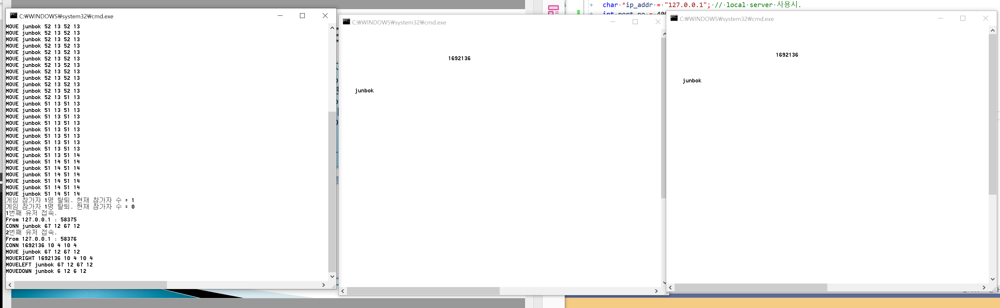 C:₩WINDOWS₩system32₩cmd.exe
MOVE junbok 52 13 52 13
MOVE junbok 52 13 52 13
MOVE junbok 52 13 52 13
MOVE junbok 52 13 52 13
MOVE junbok 52 13 52 13
MOVE junbok 52 13 52 13
MOVE junbok 52 13 52 13
MOVE junbok 52 13 52 13
MOVE junbok 52 13 52 13
MOVE junbok 52 13 52 13
MOVE junbok 52 13 52 13
MOVE junbok 52 13 51 13
MOVE junbok 51 13 51 13
MOVE junbok 51 13 51 13
MOVE junbok 51 13 51 13
MOVE junbok 51 13 51 13
MOVE junbok 51 13 51 13
MOVE junbok 51 13 51 13
MOVE junbok 51 13 51 13
MOVE junbok 51 13 51 13
MOVE junbok 51 13 51 14
MOVE junbok 51 14 51 14
MOVE junbok 51 14 51 14
MOVE junbok 51 14 51 14
MOVE junbok 51 14 51 14
MOVE junbok 51 14 51 14
MOVE junbok 51 14 51 14
게임 참가자 1명 탈퇴. 현재 참가자 수 = 1
게임 참가자 1명 탈퇴. 현재 참가자 수 = 0
1번째 유저 접속.
From 127.0.0.1 : 58375
CONN junbok 67 12 67 12
2번째 유저 접속.
From 127.0.0.1 : 58376
CONN 1692136 10 4 10 4
MOVE junbok 67 12 67 12
MOVERIGHT 1692136 10 4 10 4
MOVELEFT junbok 67 12 67 12
MOVEDOWN junbok 6 12 6 12
C:₩WINDOWS₩system32₩cmd.exe
1692136
junbok
char *ip_addr = "127.0.0.1"; // local server 사용시.
C:₩WINDOWS₩system32₩cmd.exe
1692136
junbok